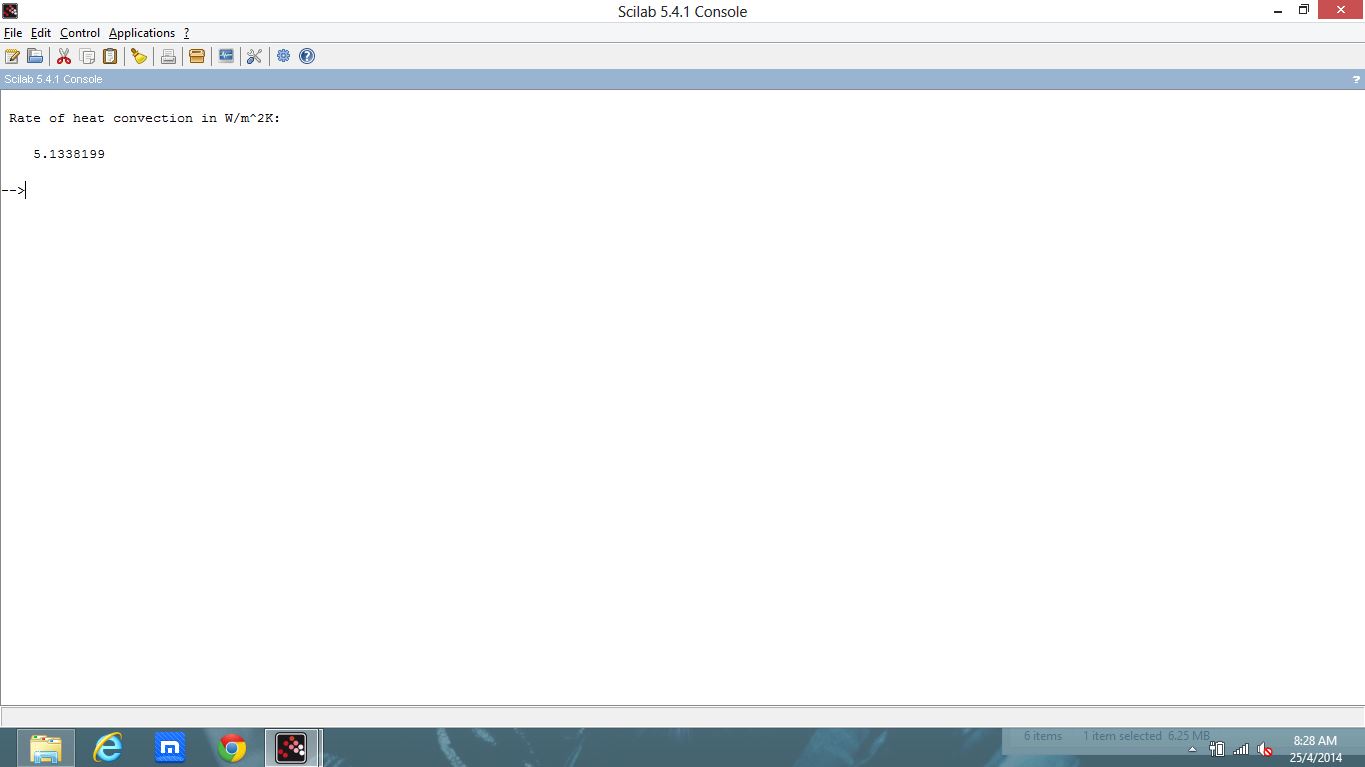 Scilab 5.4.1 Console
File Edit Control Applications ?
Scilab 5.4.1 Console ?
Rate of heat convection in W/m^2K:
5.1338199
-->
6 items 1 item selected 6.25 MB
8:28 AM
25/4/2014